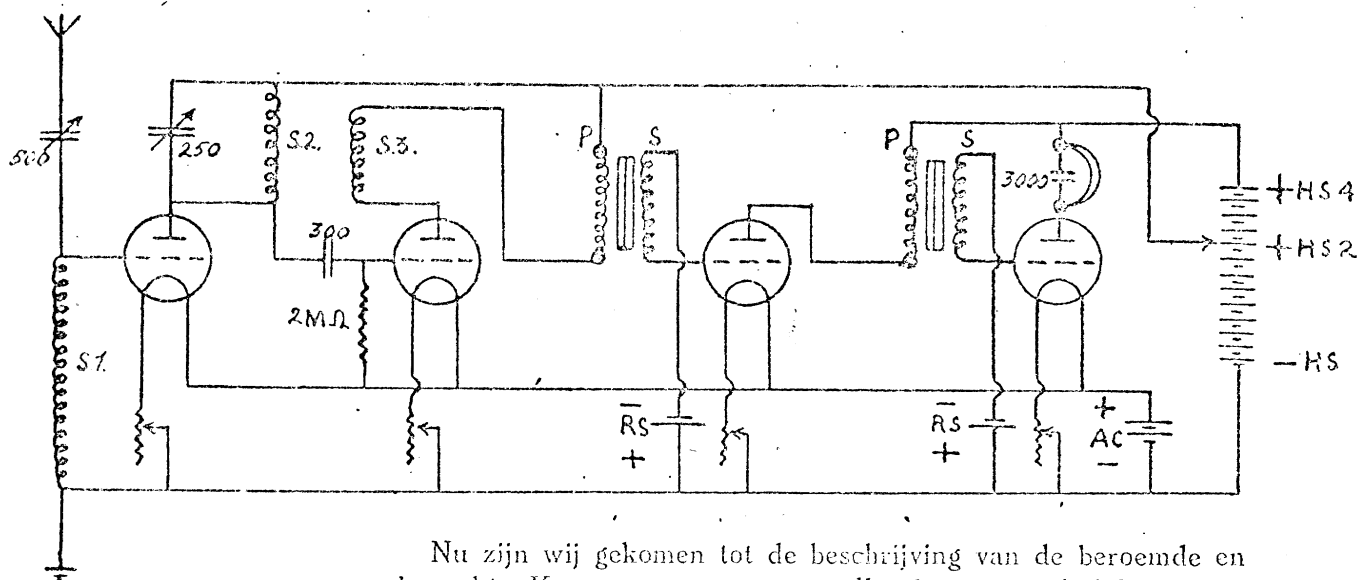 500
250
S2.
S.3.
P
S
P
S
3000
+HS4
+HS2
-HS
300
2MΩ
S1.
- RS +
- RS +
+ AC -
Nu zijn wij gekomen tot de beschrijving van de beroemde en